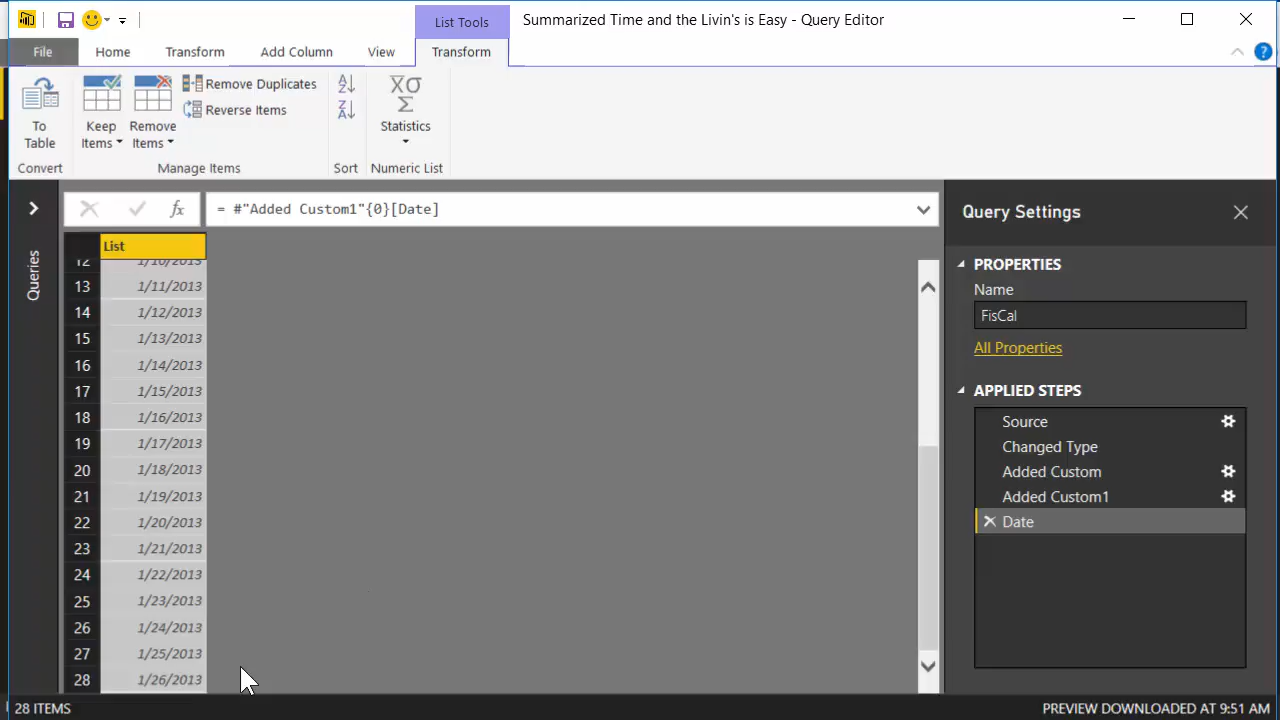 List Tools
Summarized Time and the Livin's is Easy - Query Editor
File
Home
Transform
Add Column
View
Transform
To
Table
Keep
Items
Remove
Items
Remove Duplicates
Reverse Items
Statistics
Convert
Manage Items
Sort
Numeric List
= #"Added Custom1"{0}[Date]
Queries
List
12 1/10/2013
13 1/11/2013
14 1/12/2013
15 1/13/2013
16 1/14/2013
17 1/15/2013
18 1/16/2013
19 1/17/2013
20 1/18/2013
21 1/19/2013
22 1/20/2013
23 1/21/2013
24 1/22/2013
25 1/23/2013
26 1/24/2013
27 1/25/2013
28 1/26/2013
Query Settings
PROPERTIES
Name
FisCal
All Properties
APPLIED STEPS
Source
Changed Type
Added Custom
Added Custom1
Date
28 ITEMS
PREVIEW DOWNLOADED AT 9:51 AM